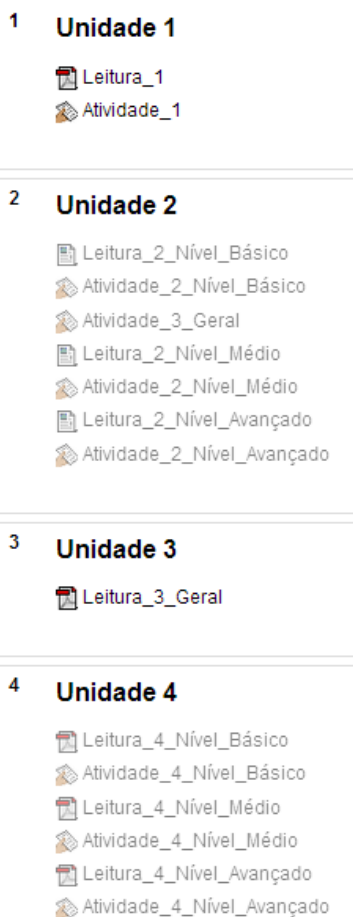 1 Unidade 1
Leitura_1
Atividade_1
2 Unidade 2
Leitura_2_Nível_Básico
Atividade_2_Nível_Básico
Atividade_3_Geral
Leitura_2_Nível_Médio
Atividade_2_Nível_Médio
Leitura_2_Nível_Avançado
Atividade_2_Nível_Avançado
3 Unidade 3
Leitura_3_Geral
4 Unidade 4
Leitura_4_Nível_Básico
Atividade_4_Nível_Básico
Leitura_4_Nível_Médio
Atividade_4_Nível_Médio
Leitura_4_Nível_Avançado
Atividade_4_Nível_Avançado